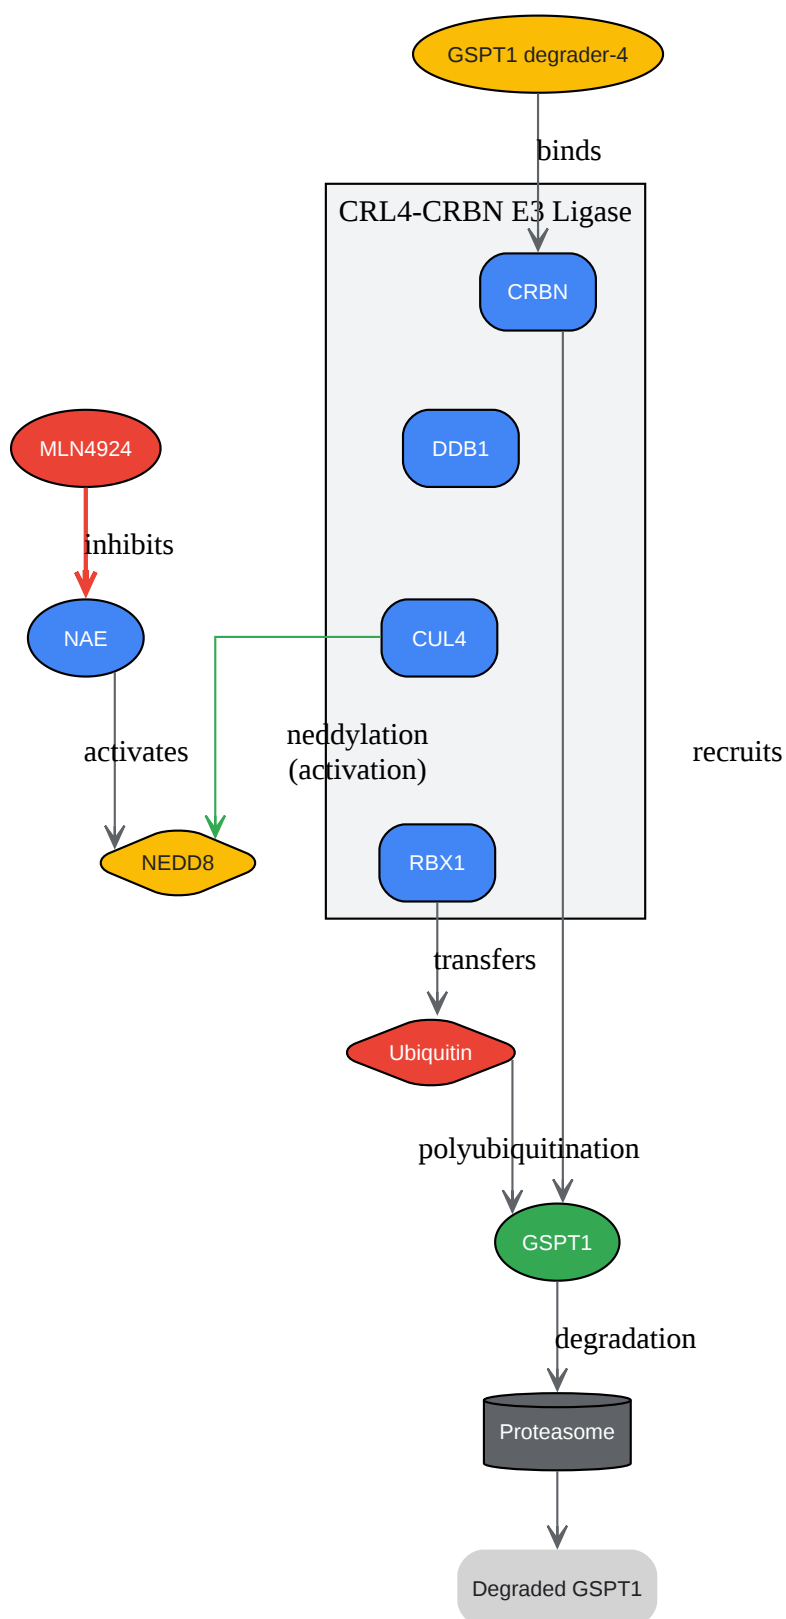 GSPT1 degrader-4
binds
CRL4-CRBN E3 Ligase
CRBN
MLN4924
DDB1
inhibits
NAE
CUL4
neddylation
(activation)
activates
recruits
NEDD8
RBX1
transfers
Ubiquitin
polyubiquitination
GSPT1
degradation
Proteasome
Degraded GSPT1